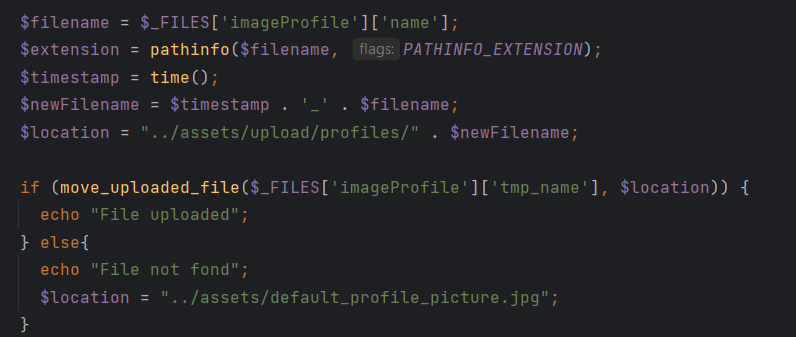 $filename = $_FILES['imageProfile']['name'];
$extension = pathinfo($filename, flags: PATHINFO_EXTENSION);
$timestamp = time();
$newFilename = $timestamp . '_' . $filename;
$location = "../assets/upload/profiles/" . $newFilename;
if (move_uploaded_file($_FILES['imageProfile']['tmp_name'], $location)) {
echo "File uploaded";
} else{
echo "File not fond";
$location = "../assets/default_profile_picture.jpg";
}